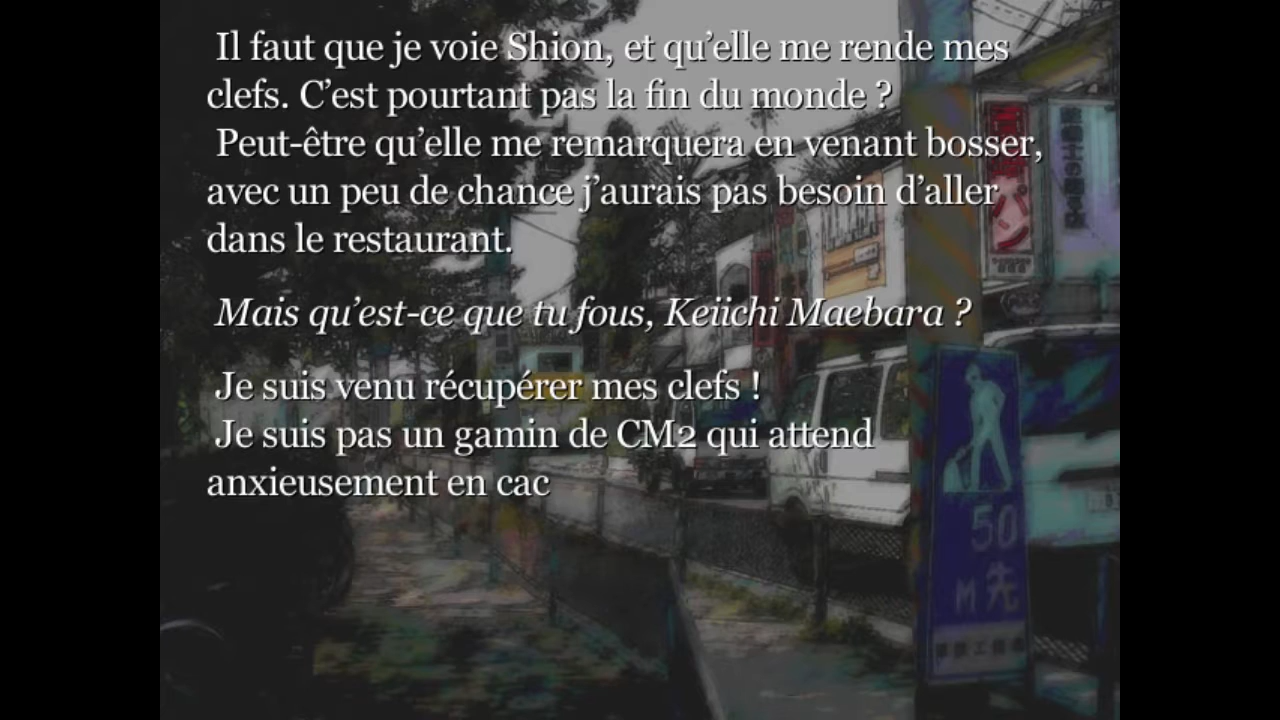 Il faut que je voie Shion, et qu’elle me rende mes
clefs. C’est pourtant pas la fin du monde ?
Peut-être qu’elle me remarquera en venant bosser,
avec un peu de chance j’aurais pas besoin d’aller
dans le restaurant.
Mais qu’est-ce que tu fous, Keiichi Maebara ?
Je suis venu récupérer mes clefs !
Je suis pas un gamin de CM2 qui attend
anxieusement en cac
50
M先